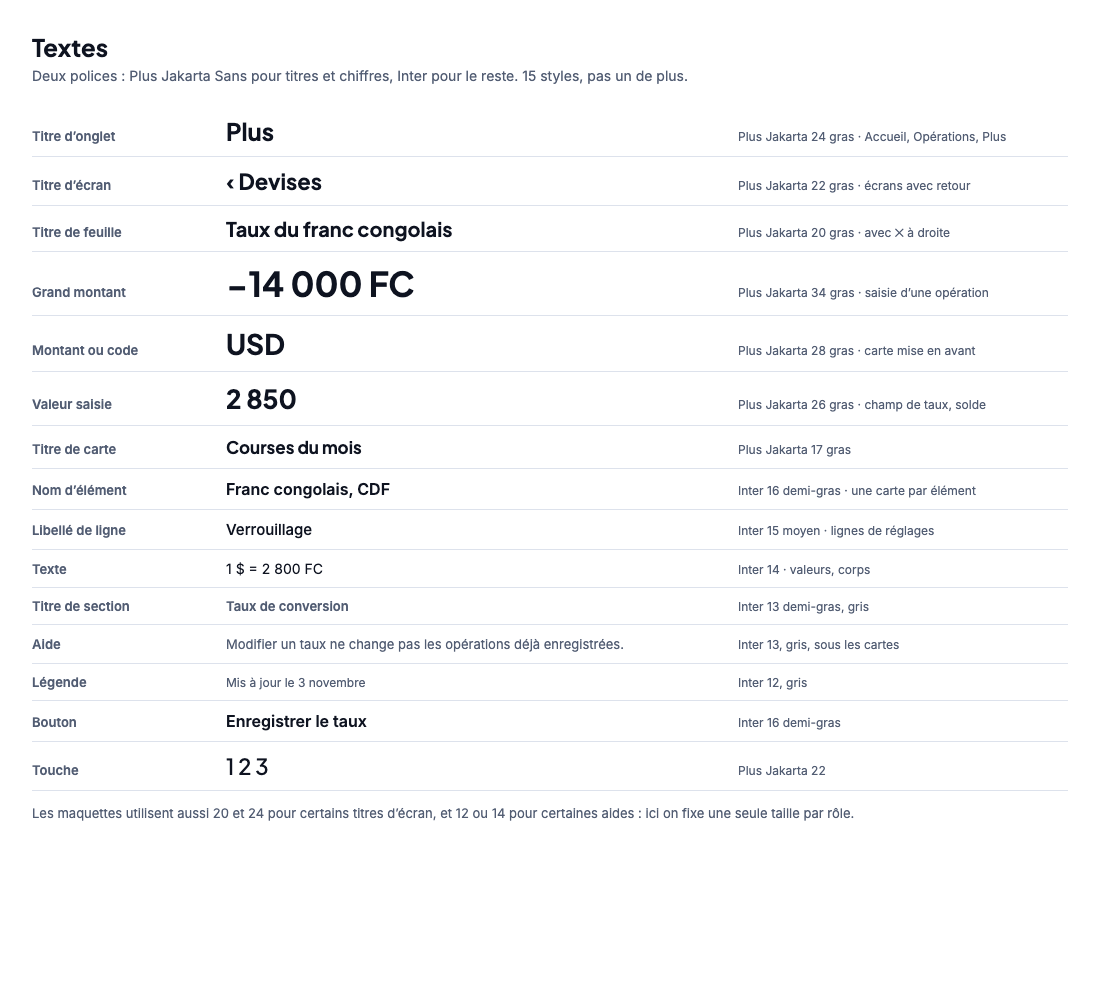 Textes
Deux polices : Plus Jakarta Sans pour titres et chiffres, Inter pour le reste. 15 styles, pas un de plus.
Titre d’onglet Plus Plus Jakarta 24 gras · Accueil, Opérations, Plus
Titre d’écran ‹ Devises Plus Jakarta 22 gras · écrans avec retour
Titre de feuille Taux du franc congolais Plus Jakarta 20 gras · avec ✕ à droite
Grand montant −14 000 FC Plus Jakarta 34 gras · saisie d’une opération
Montant ou code USD Plus Jakarta 28 gras · carte mise en avant
Valeur saisie 2 850 Plus Jakarta 26 gras · champ de taux, solde
Titre de carte Courses du mois Plus Jakarta 17 gras
Nom d’élément Franc congolais, CDF Inter 16 demi-gras · une carte par élément
Libellé de ligne Verrouillage Inter 15 moyen · lignes de réglages
Texte 1 $ = 2 800 FC Inter 14 · valeurs, corps
Titre de section Taux de conversion Inter 13 demi-gras, gris
Aide Modifier un taux ne change pas les opérations déjà enregistrées. Inter 13, gris, sous les cartes
Légende Mis à jour le 3 novembre Inter 12, gris
Bouton Enregistrer le taux Inter 16 demi-gras
Touche 1 2 3 Plus Jakarta 22
Les maquettes utilisent aussi 20 et 24 pour certains titres d’écran, et 12 ou 14 pour certaines aides : ici on fixe une seule taille par rôle.